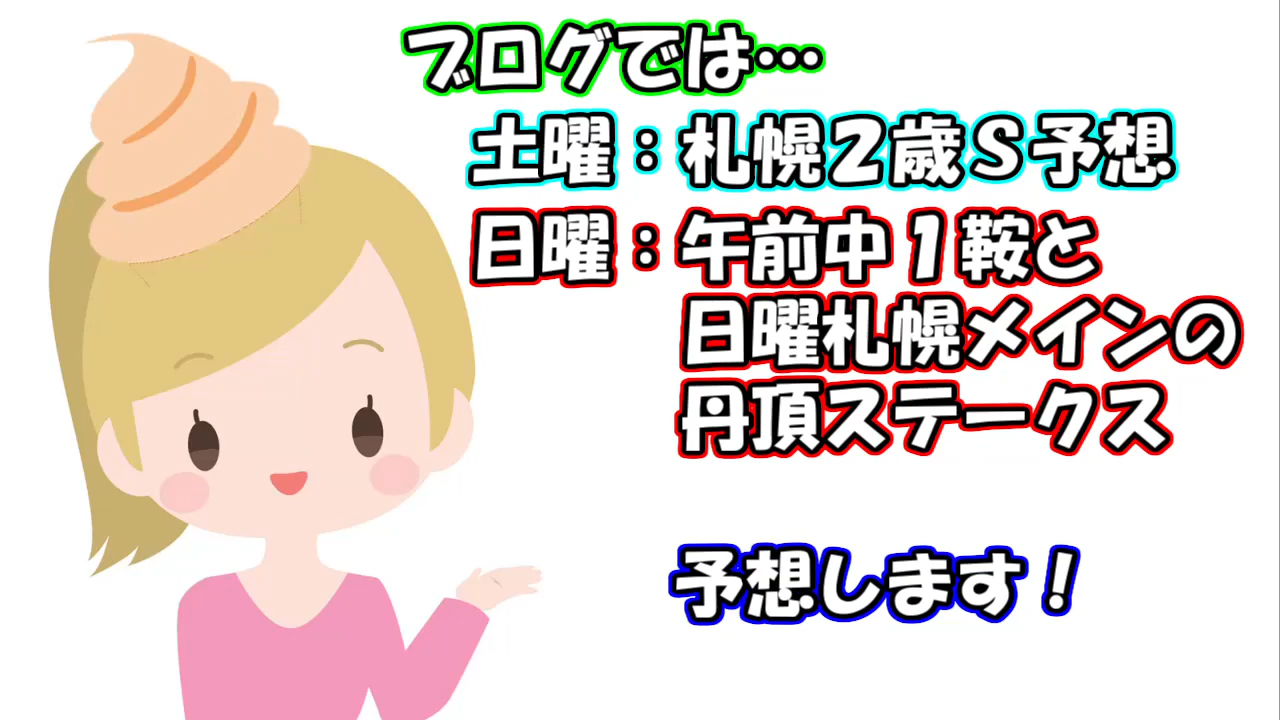 ブログでは…
土曜：札幌２歳Ｓ予想
日曜：午前中１鞍と
日曜札幌メインの
丹頂ステークス
予想します！